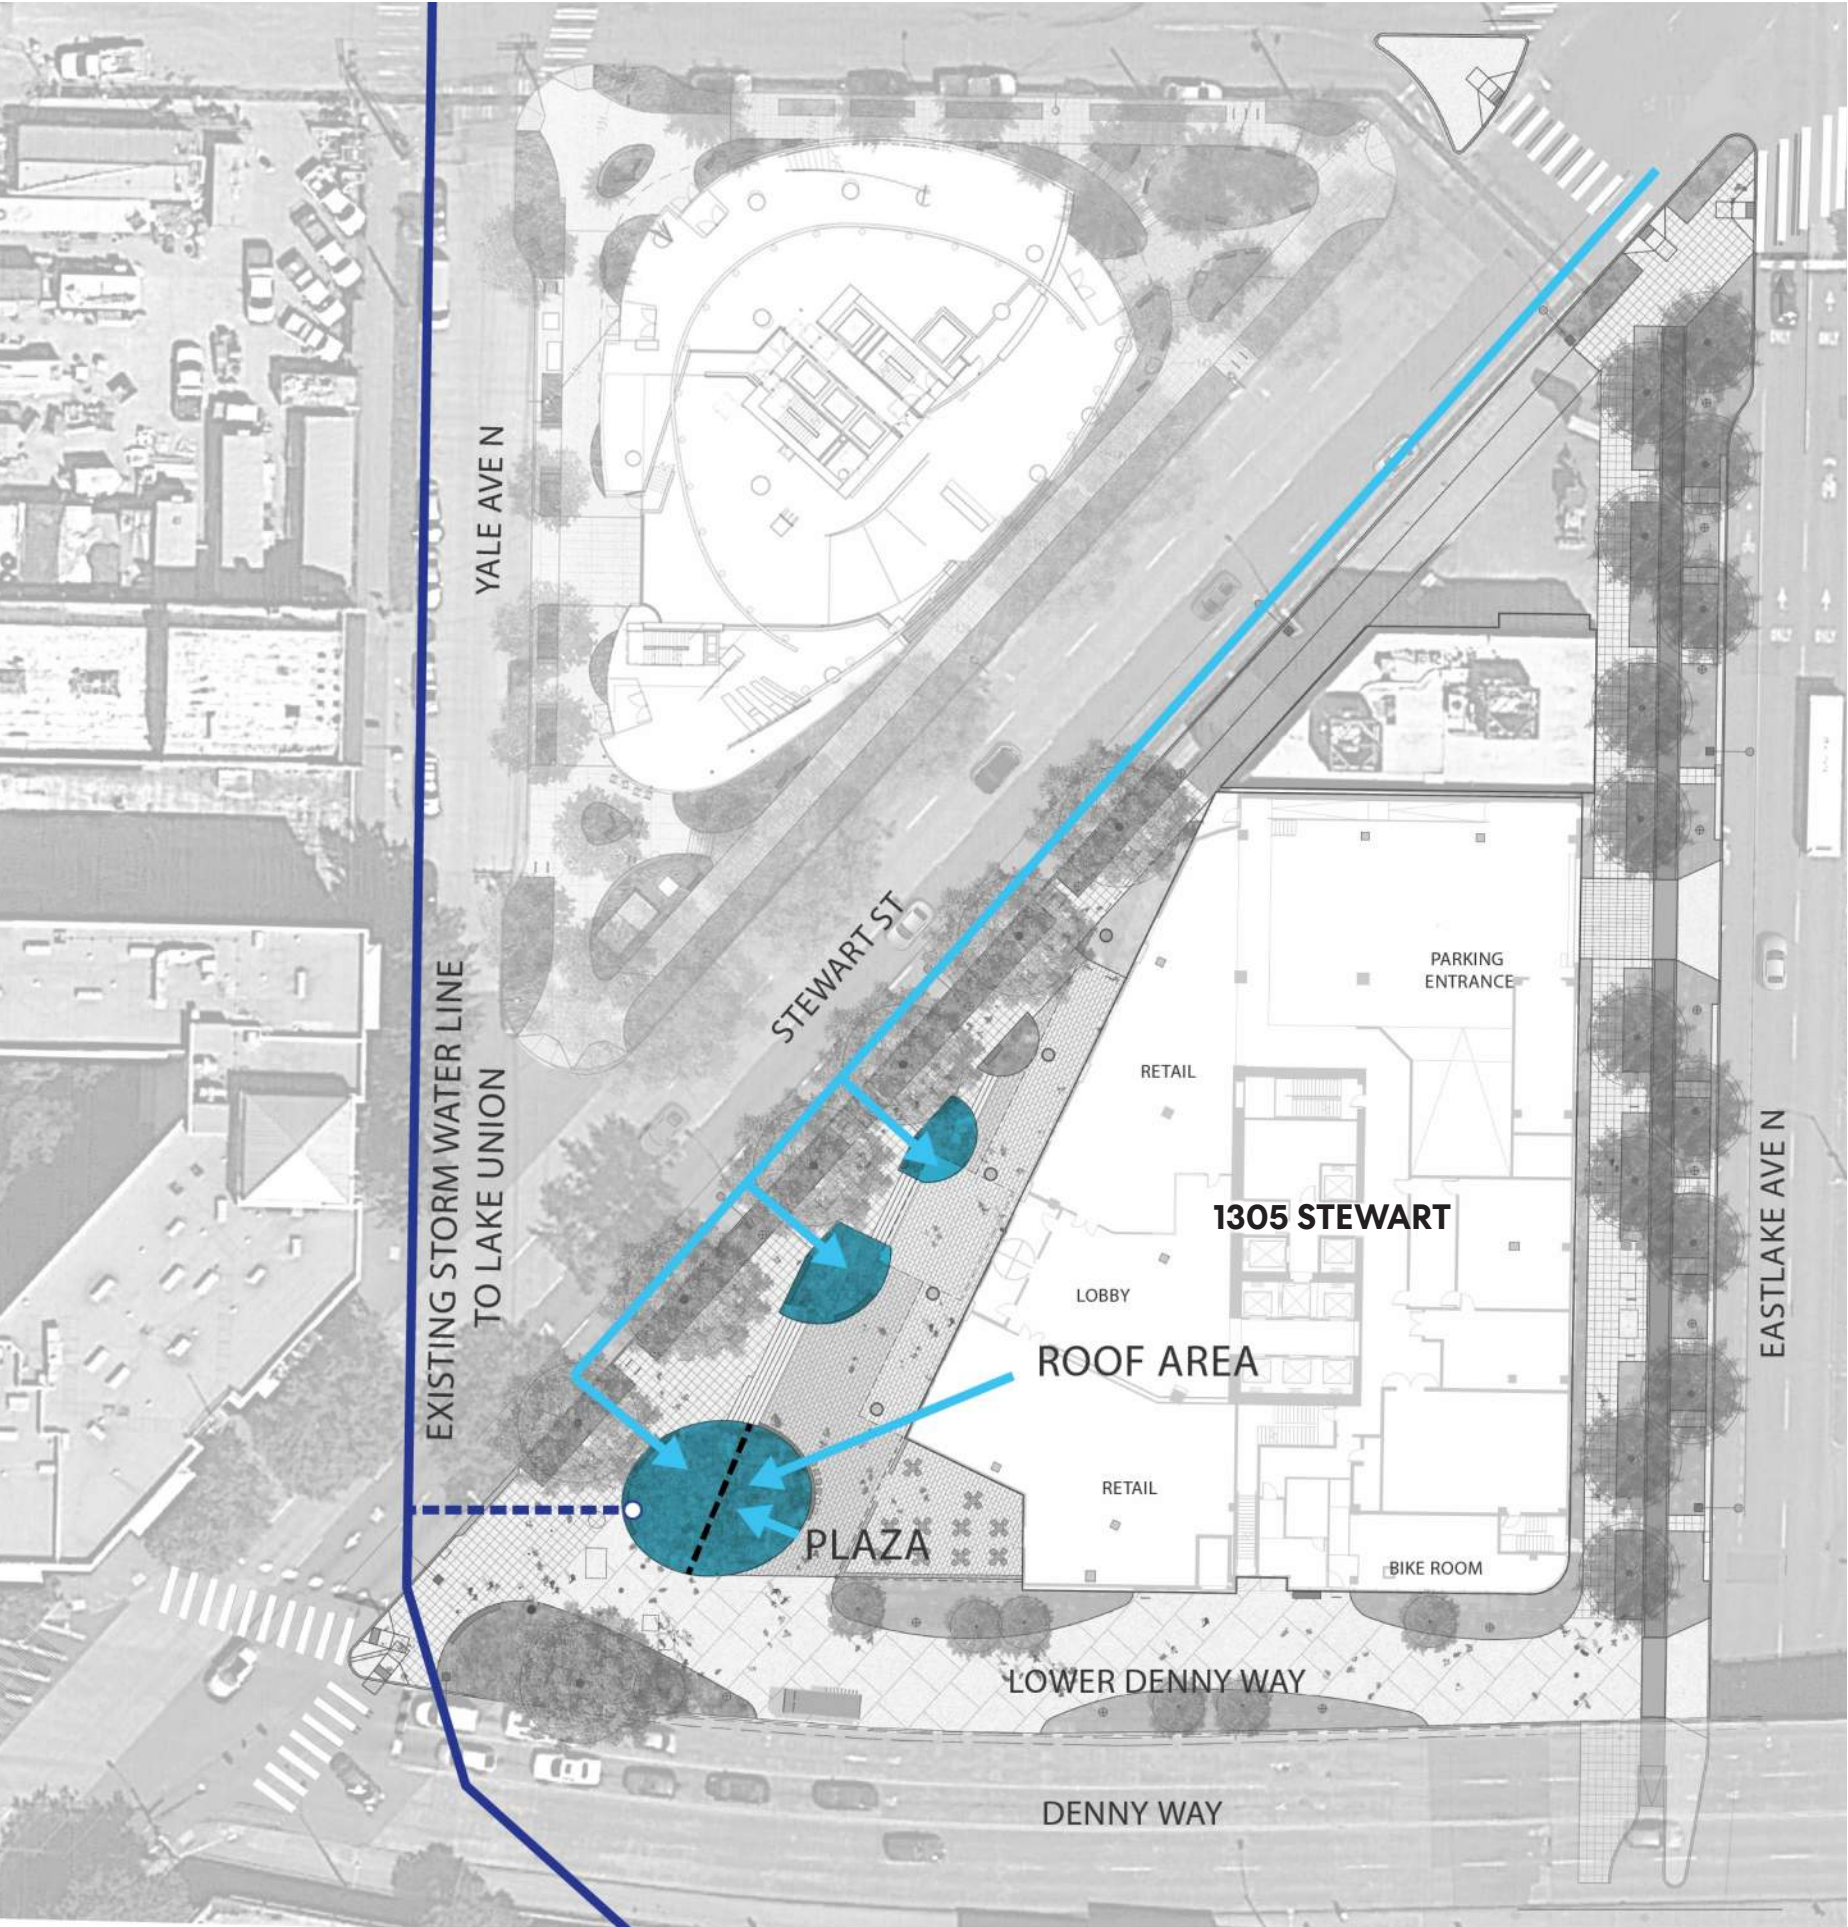 YALE AVE N
STEWART ST
EXISTING STORM WATER LINE
TO LAKE UNION
PARKING
ENTRANCE
RETAIL
1305 STEWART
LOBBY
ROOF AREA
RETAIL
PLAZA
BIKE ROOM
EASTLAKE AVE N
LOWER DENNY WAY
DENNY WAY